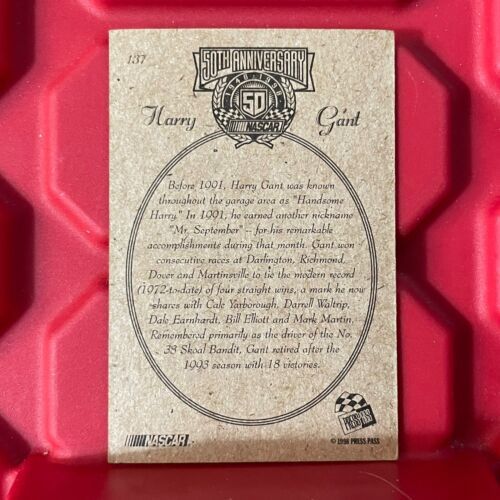 137
50TH ANNIVERSARY
1948-1998
50
NASCAR
Harry Gant
Before 1991, Harry Gant was known
throughout the garage area as "Handsome
Harry." In 1991, he earned another nickname
"Mr. September" – for his remarkable
accomplishments during that month. Gant won
consecutive races at Darlington, Richmond,
Dover and Martinsville to tie the modern record
(1972-to-date) of four straight wins, a mark he now
shares with Cale Yarborough, Darrell Waltrip,
Dale Earnhardt, Bill Elliott and Mark Martin.
Remembered primarily as the driver of the No.
33 Skoal Bandit, Gant retired after the
1993 season with 18 victories.
NASCAR
PRESS PASS
© 1998 PRESS PASS